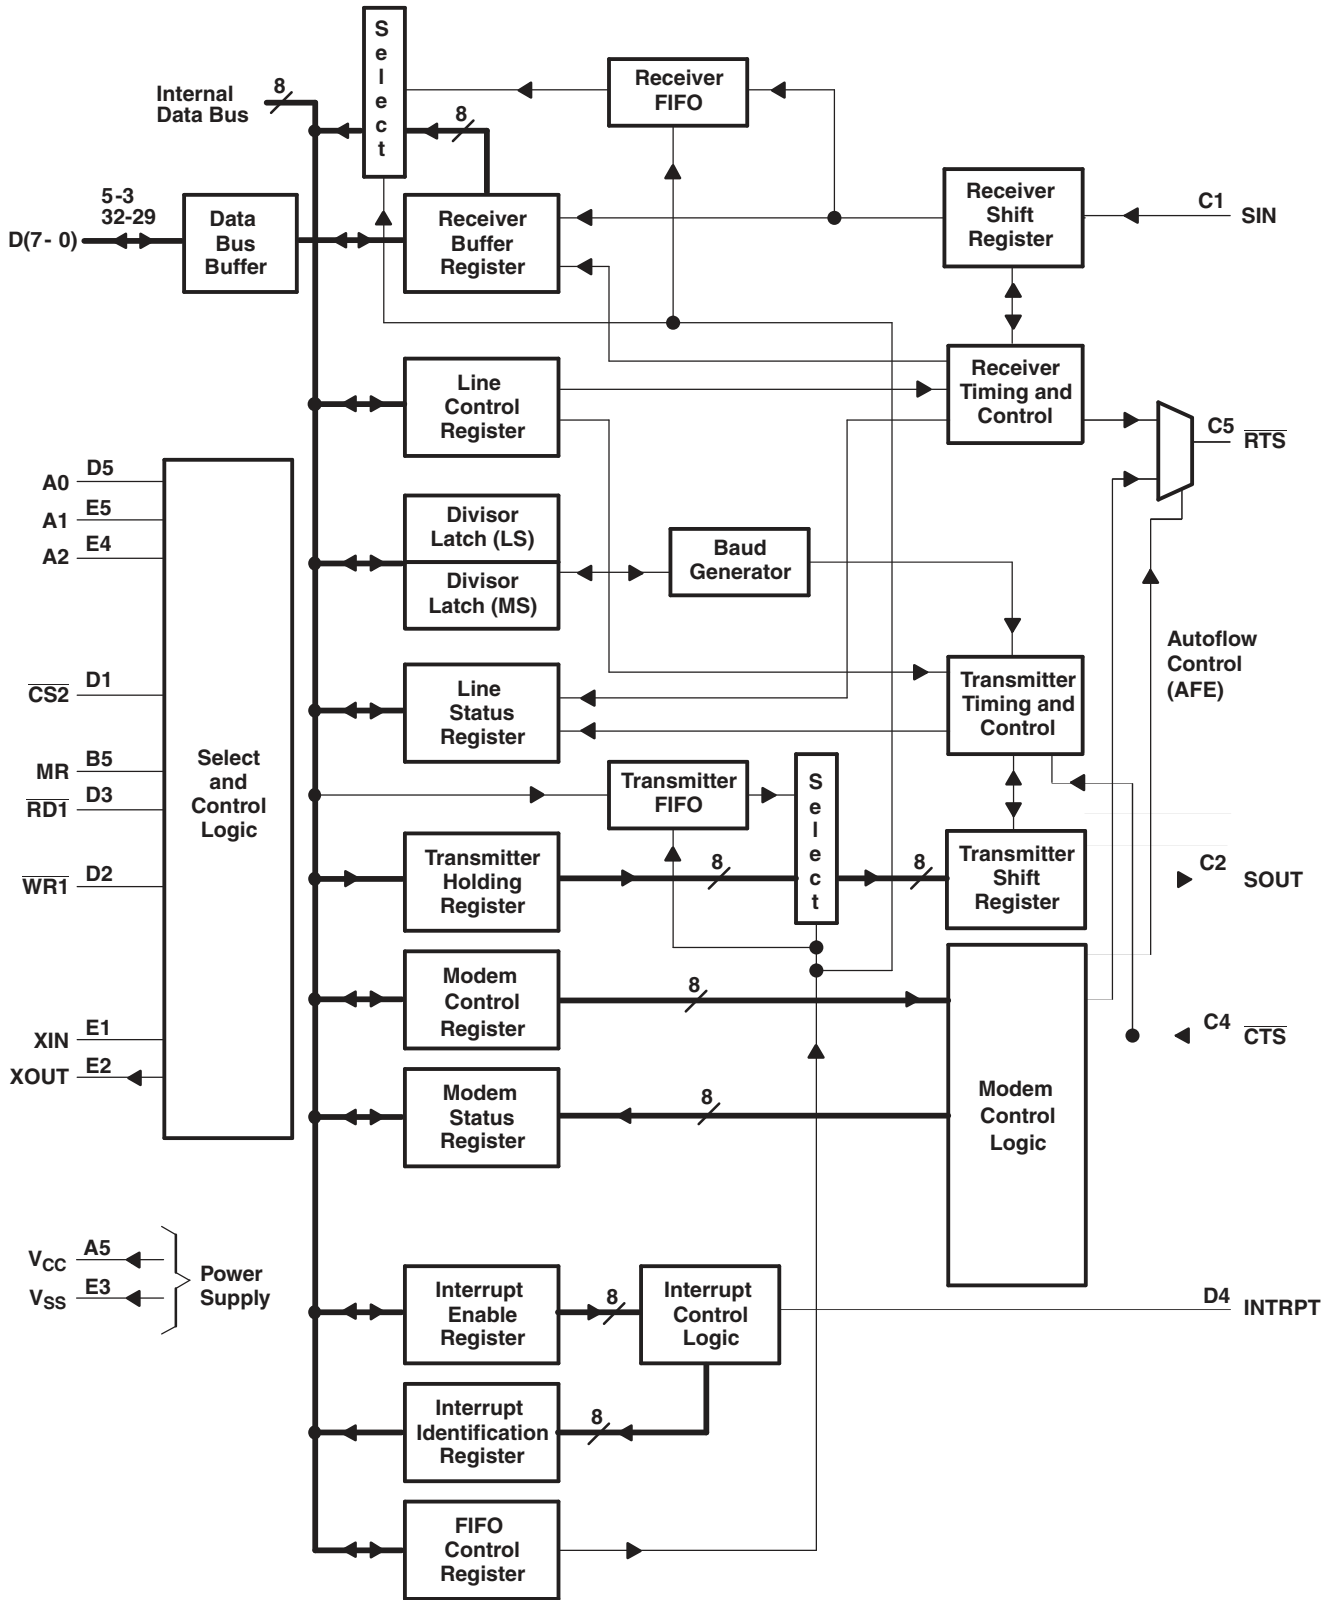 S
e
l
e
c
t
Internal
Data Bus
8
8
Receiver
FIFO
5-3
32-29
D(7- 0)
Data
Bus
Buffer
Receiver
Buffer
Register
Receiver
Shift
Register
C1
SIN
Line
Control
Register
Receiver
Timing and
Control
C5
RTS
A0
D5
A1
E5
A2
E4
Divisor
Latch (LS)
Divisor
Latch (MS)
Baud
Generator
Autoflow
Control
(AFE)
CS2
D1
Line
Status
Register
Transmitter
Timing and
Control
MR
B5
RD1
D3
WR1
D2
Select
and
Control
Logic
Transmitter
FIFO
S
e
l
e
c
t
Transmitter
Holding
Register
8
8
Transmitter
Shift
Register
C2
SOUT
Modem
Control
Register
8
XIN
E1
XOUT
E2
C4
CTS
Modem
Status
Register
8
Modem
Control
Logic
VCC
A5
VSS
E3
Power
Supply
Interrupt
Enable
Register
8
Interrupt
Control
Logic
D4
INTRPT
Interrupt
Identification
Register
8
FIFO
Control
Register